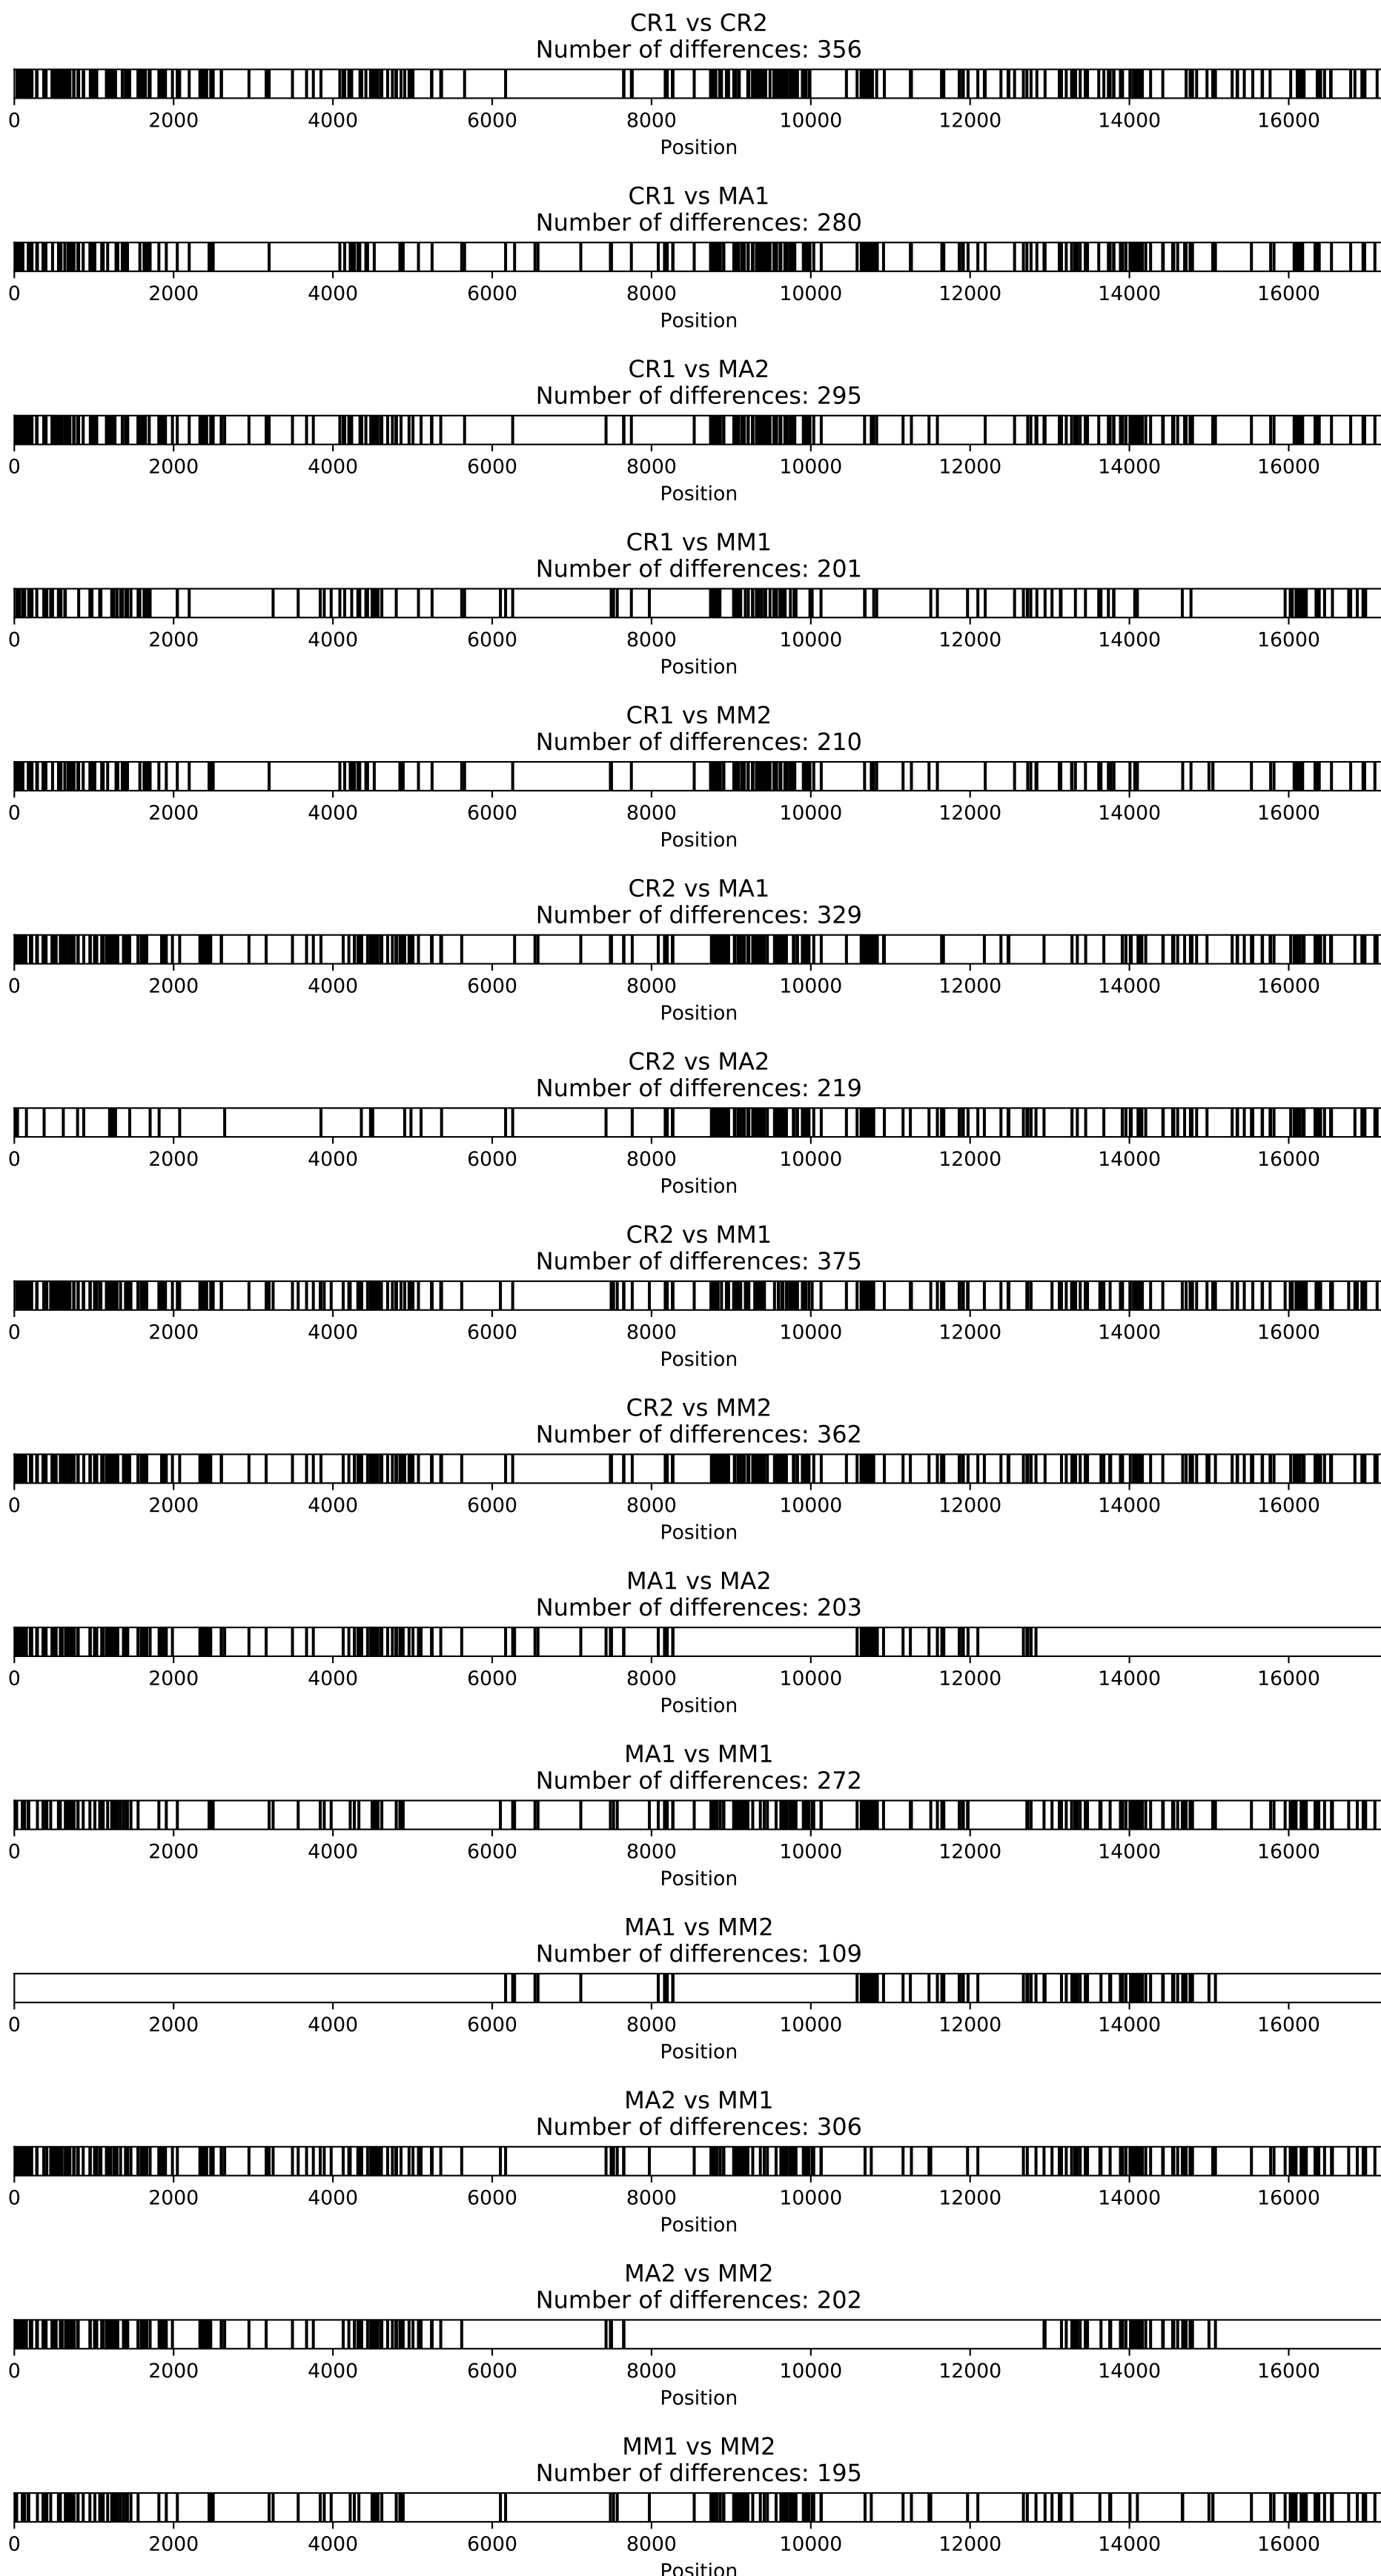 CR1 vs CR2
Number of differences: 356
0 2000 4000 6000 8000 10000 12000 14000 16000
Position
CR1 vs MA1
Number of differences: 280
0 2000 4000 6000 8000 10000 12000 14000 16000
Position
CR1 vs MA2
Number of differences: 295
0 2000 4000 6000 8000 10000 12000 14000 16000
Position
CR1 vs MM1
Number of differences: 201
0 2000 4000 6000 8000 10000 12000 14000 16000
Position
CR1 vs MM2
Number of differences: 210
0 2000 4000 6000 8000 10000 12000 14000 16000
Position
CR2 vs MA1
Number of differences: 329
0 2000 4000 6000 8000 10000 12000 14000 16000
Position
CR2 vs MA2
Number of differences: 219
0 2000 4000 6000 8000 10000 12000 14000 16000
Position
CR2 vs MM1
Number of differences: 375
0 2000 4000 6000 8000 10000 12000 14000 16000
Position
CR2 vs MM2
Number of differences: 362
0 2000 4000 6000 8000 10000 12000 14000 16000
Position
MA1 vs MA2
Number of differences: 203
0 2000 4000 6000 8000 10000 12000 14000 16000
Position
MA1 vs MM1
Number of differences: 272
0 2000 4000 6000 8000 10000 12000 14000 16000
Position
MA1 vs MM2
Number of differences: 109
0 2000 4000 6000 8000 10000 12000 14000 16000
Position
MA2 vs MM1
Number of differences: 306
0 2000 4000 6000 8000 10000 12000 14000 16000
Position
MA2 vs MM2
Number of differences: 202
0 2000 4000 6000 8000 10000 12000 14000 16000
Position
MM1 vs MM2
Number of differences: 195
0 2000 4000 6000 8000 10000 12000 14000 16000
Position